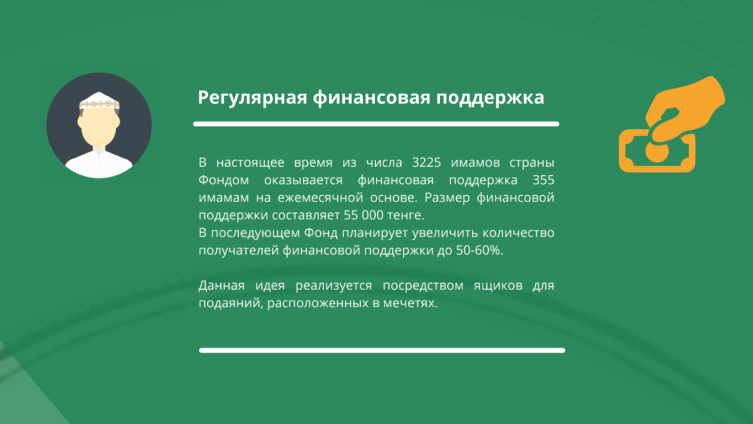 Регулярная финансовая поддержка
В настоящее время из числа 3225 имамов страны
Фондом оказывается финансовая поддержка 355
имамам на ежемесячной основе. Размер финансовой
поддержки составляет 55 000 тенге.
В последующем Фонд планирует увеличить количество
получателей финансовой поддержки до 50-60%.
Данная идея реализуется посредством ящиков для
подаяний, расположенных в мечетях.